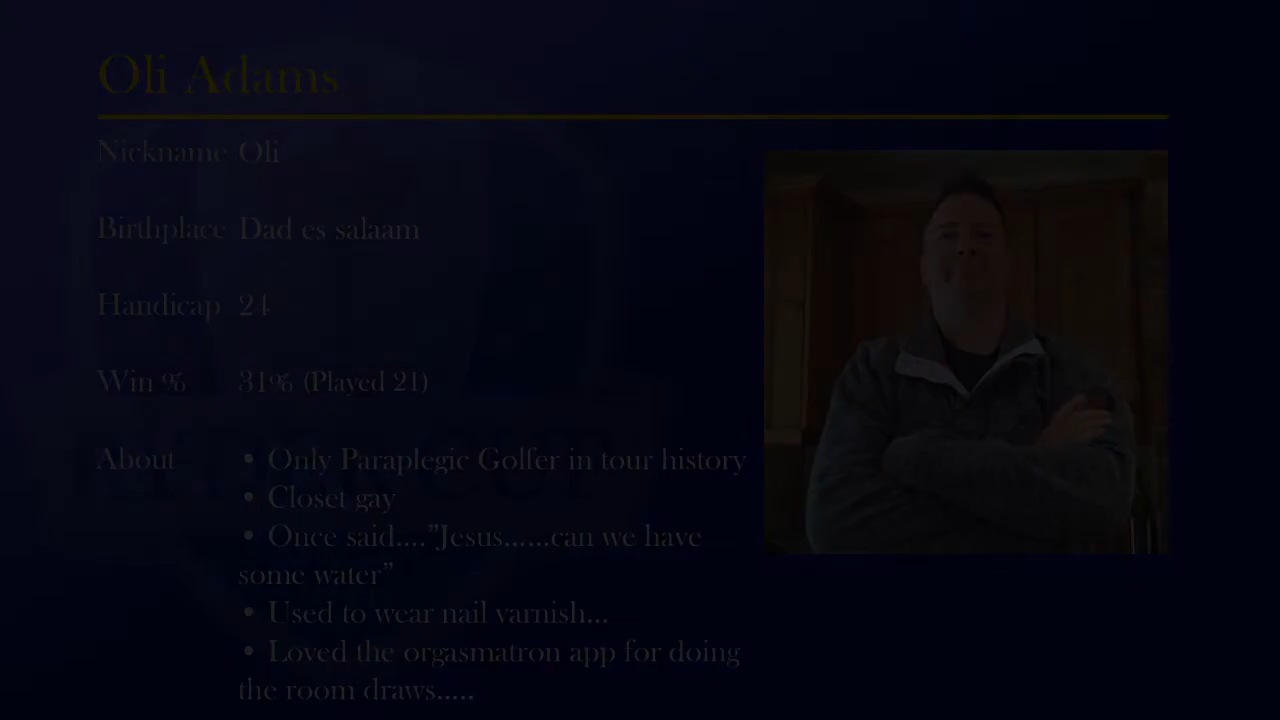 Oli Adams
Nickname Oli
Birthplace Dad es salaam
Handicap 24
Win % 31% (Played 21)
About • Only Paraplegic Golfer in tour history
• Closet gay
• Once said....”Jesus......can we have
some water”
• Used to wear nail varnish...
• Loved the orgasmatron app for doing
the room draws.....